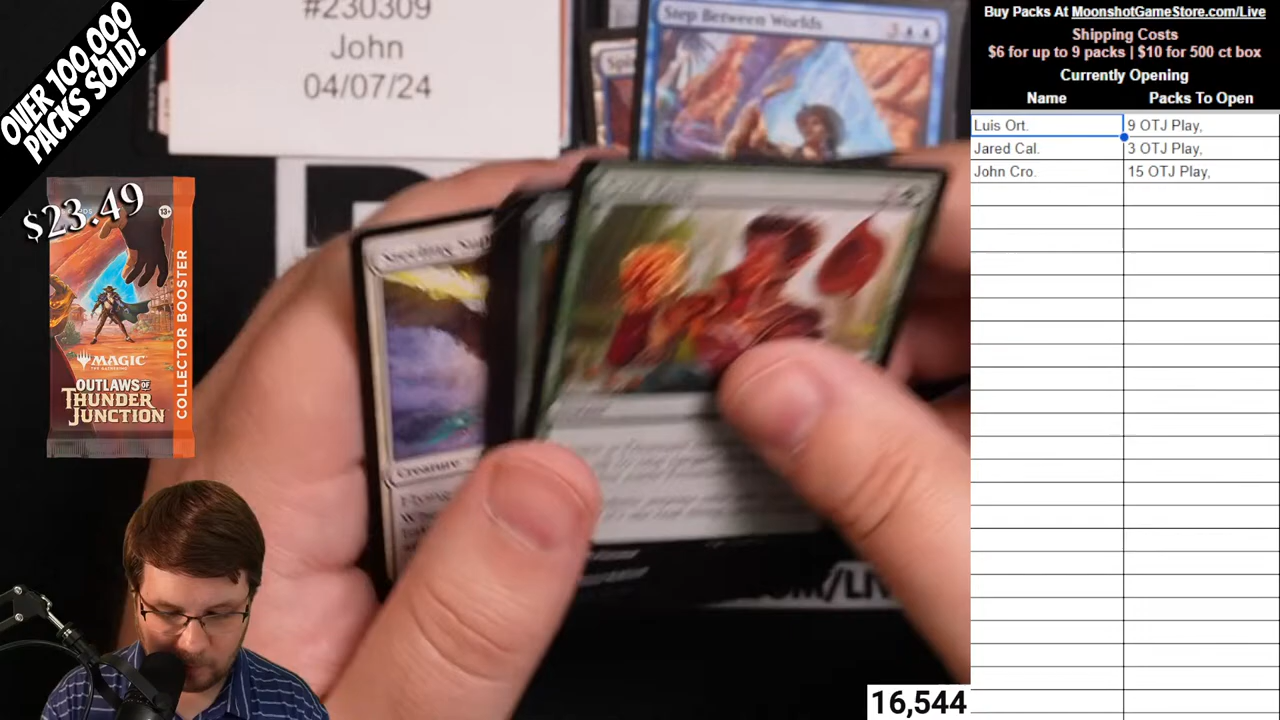 OVER 100,000
PACKS SOLD!
#230309
John
04/07/24
Step Between Worlds
$23.49
13+
MAGIC
THE GATHERING
OUTLAWS OF
THUNDER
JUNCTION
COLLECTOR BOOSTER
Creature
Flying
Buy Packs At MoonshotGameStore.com/Live
Shipping Costs
$6 for up to 9 packs | $10 for 500 ct box
Currently Opening
Name Packs To Open
Luis Ort. 9 OTJ Play,
Jared Cal. 3 OTJ Play,
John Cro. 15 OTJ Play,
16,544